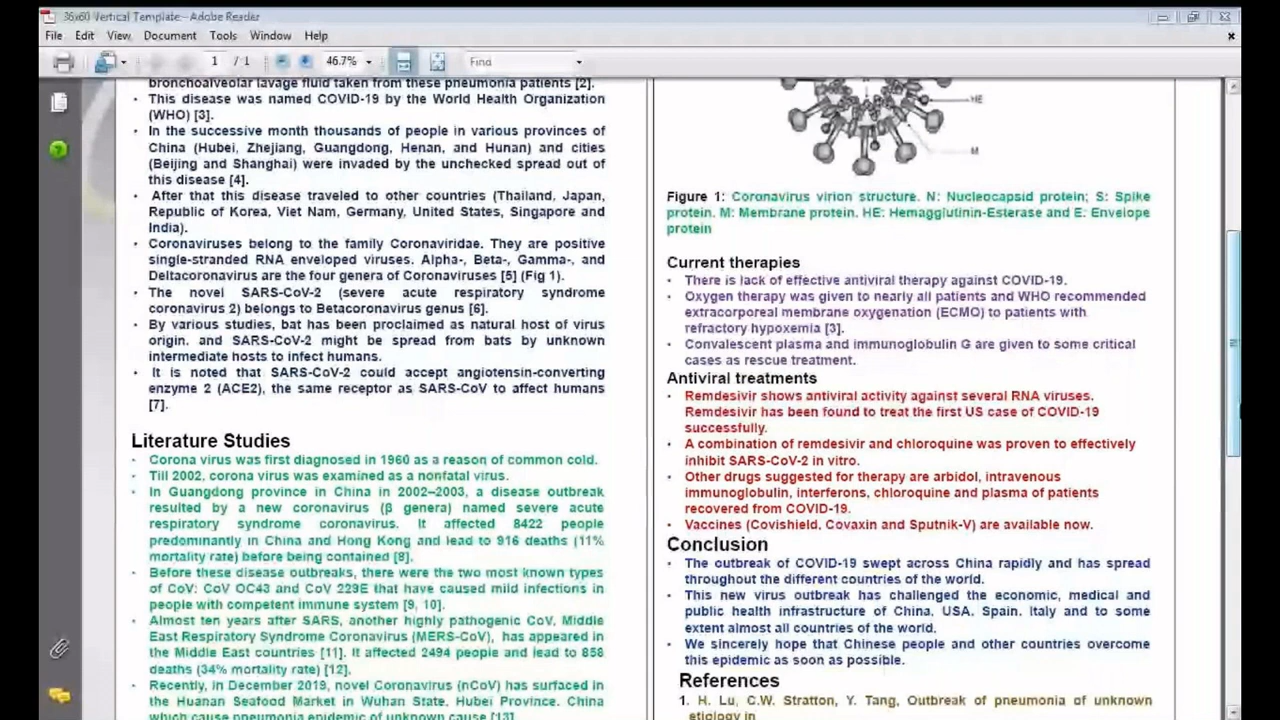 36x60 Vertical Template - Adobe Reader
File Edit View Document Tools Window Help
1 / 1 46.7% Find
bronchoalveolar lavage fluid taken from these pneumonia patients [2].
• This disease was named COVID-19 by the World Health Organization
(WHO) [3].
• In the successive month thousands of people in various provinces of
China (Hubei, Zhejiang, Guangdong, Henan, and Hunan) and cities
(Beijing and Shanghai) were invaded by the unchecked spread out of
this disease [4].
• After that this disease traveled to other countries (Thailand, Japan,
Republic of Korea, Viet Nam, Germany, United States, Singapore and
India).
• Coronaviruses belong to the family Coronaviridae. They are positive
single-stranded RNA enveloped viruses. Alpha-, Beta-, Gamma-, and
Deltacoronavirus are the four genera of Coronaviruses [5] (Fig 1).
• The novel SARS-CoV-2 (severe acute respiratory syndrome
coronavirus 2) belongs to Betacoronavirus genus [6].
• By various studies, bat has been proclaimed as natural host of virus
origin. and SARS-CoV-2 might be spread from bats by unknown
intermediate hosts to infect humans.
• It is noted that SARS-CoV-2 could accept angiotensin-converting
enzyme 2 (ACE2), the same receptor as SARS-CoV to affect humans
[7].
Literature Studies
• Corona virus was first diagnosed in 1960 as a reason of common cold.
• Till 2002, corona virus was examined as a nonfatal virus.
• In Guangdong province in China in 2002–2003, a disease outbreak
resulted by a new coronavirus (β genera) named severe acute
respiratory syndrome coronavirus. It affected 8422 people
predominantly in China and Hong Kong and lead to 916 deaths (11%
mortality rate) before being contained [8].
• Before these disease outbreaks, there were the two most known types
of CoV: CoV OC43 and CoV 229E that have caused mild infections in
people with competent immune system [9, 10].
• Almost ten years after SARS, another highly pathogenic CoV, Middle
East Respiratory Syndrome Coronavirus (MERS-CoV), has appeared in
the Middle East countries [11]. It affected 2494 people and lead to 858
deaths (34% mortality rate) [12].
• Recently, in December 2019, novel Coronavirus (nCoV) has surfaced in
the Huanan Seafood Market in Wuhan State, Hubei Province. China
which cause pneumonia epidemic of unknown cause [13].
HE
M
Figure 1: Coronavirus virion structure. N: Nucleocapsid protein; S: Spike
protein. M: Membrane protein. HE: Hemagglutinin-Esterase and E: Envelope
protein
Current therapies
• There is lack of effective antiviral therapy against COVID-19.
• Oxygen therapy was given to nearly all patients and WHO recommended
extracorporeal membrane oxygenation (ECMO) to patients with
refractory hypoxemia [3].
• Convalescent plasma and immunoglobulin G are given to some critical
cases as rescue treatment.
Antiviral treatments
• Remdesivir shows antiviral activity against several RNA viruses.
Remdesivir has been found to treat the first US case of COVID-19
successfully.
• A combination of remdesivir and chloroquine was proven to effectively
inhibit SARS-CoV-2 in vitro.
• Other drugs suggested for therapy are arbidol, intravenous
immunoglobulin, interferons, chloroquine and plasma of patients
recovered from COVID-19.
• Vaccines (Covishield, Covaxin and Sputnik-V) are available now.
Conclusion
• The outbreak of COVID-19 swept across China rapidly and has spread
throughout the different countries of the world.
• This new virus outbreak has challenged the economic, medical and
public health infrastructure of China, USA. Spain. Italy and to some
extent almost all countries of the world.
• We sincerely hope that Chinese people and other countries overcome
this epidemic as soon as possible.
References
1. H. Lu, C.W. Stratton, Y. Tang, Outbreak of pneumonia of unknown
etiology in